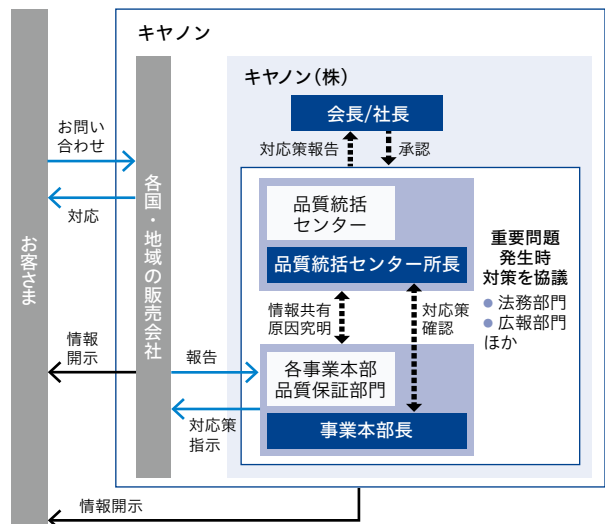 キヤノン
キヤノン(株)
会長/社長
対応策報告
承認
お問い
合わせ
対応
お客さま
各国・地域の販売会社
品質統括
センター
品質統括センター所長
重要問題
発生時
対策を協議
● 法務部門
● 広報部門
ほか
情報共有
原因究明
対応策
確認
情報
開示
報告
各事業本部
品質保証部門
対応策
指示
事業本部長
情報開示